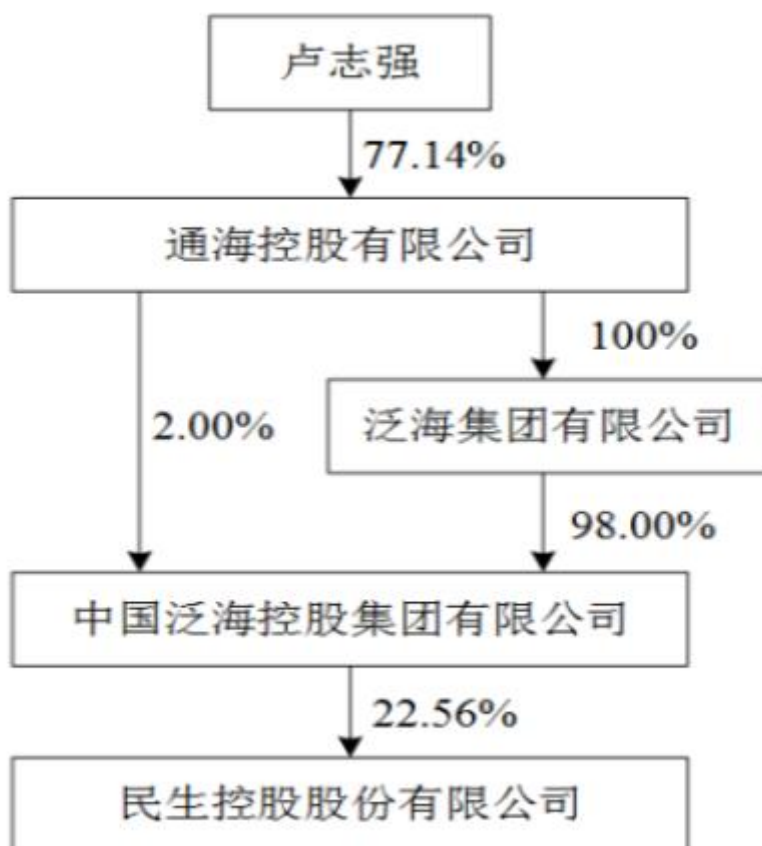 卢志强
77.14%
通海控股有限公司
100%
2.00%
泛海集团有限公司
98.00%
中国泛海控股集团有限公司
22.56%
民生控股股份有限公司